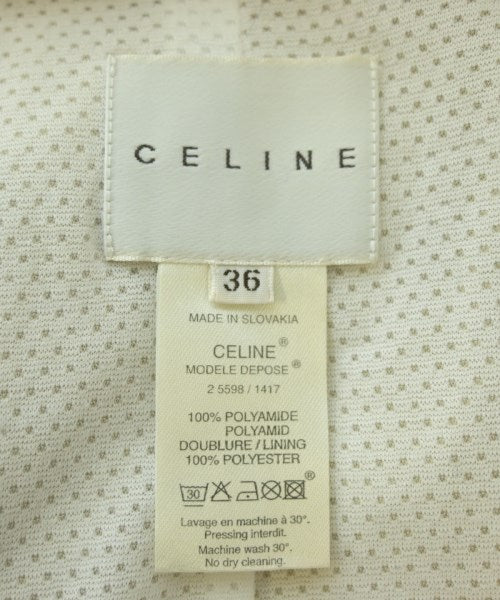 CELINE
36
MADE IN SLOVAKIA
CELINE®
MODELE DEPOSE®
2 5598 / 1417
100% POLYAMIDE
POLYAMID
DOUBLURE / LINING
100% POLYESTER
30 ®
Lavage en machine à 30°.
Pressing interdit.
Machine wash 30°.
No dry cleaning.